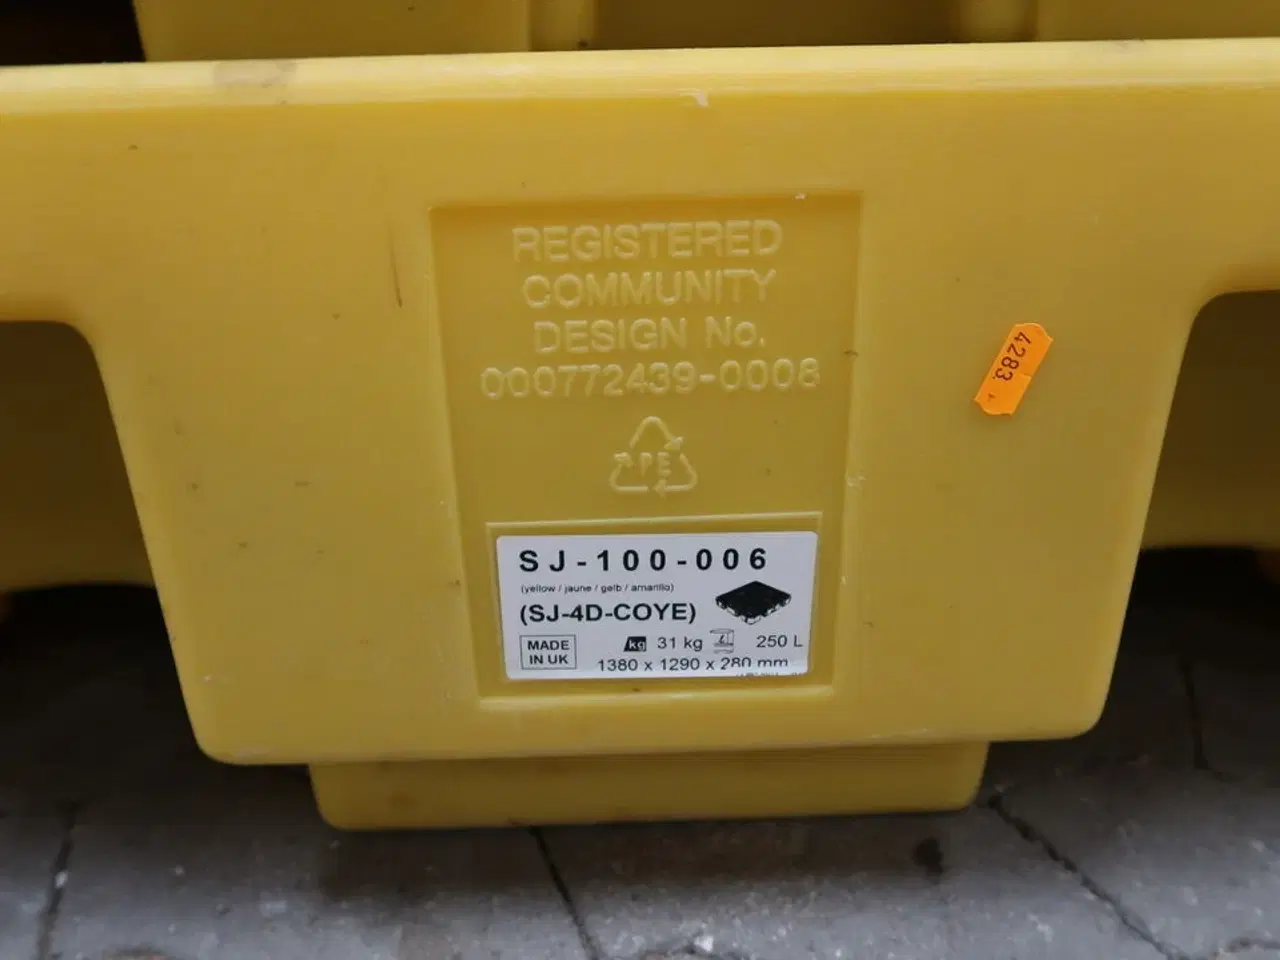 REGISTERED
COMMUNITY
DESIGN No.
000772439-0008
PE
4283
SJ-100-006
(yellow / jaune / gelb / amarillo)
(SJ-4D-COYE)
MADE
IN UK
kg 31 kg 250 L
1380 x 1290 x 280 mm